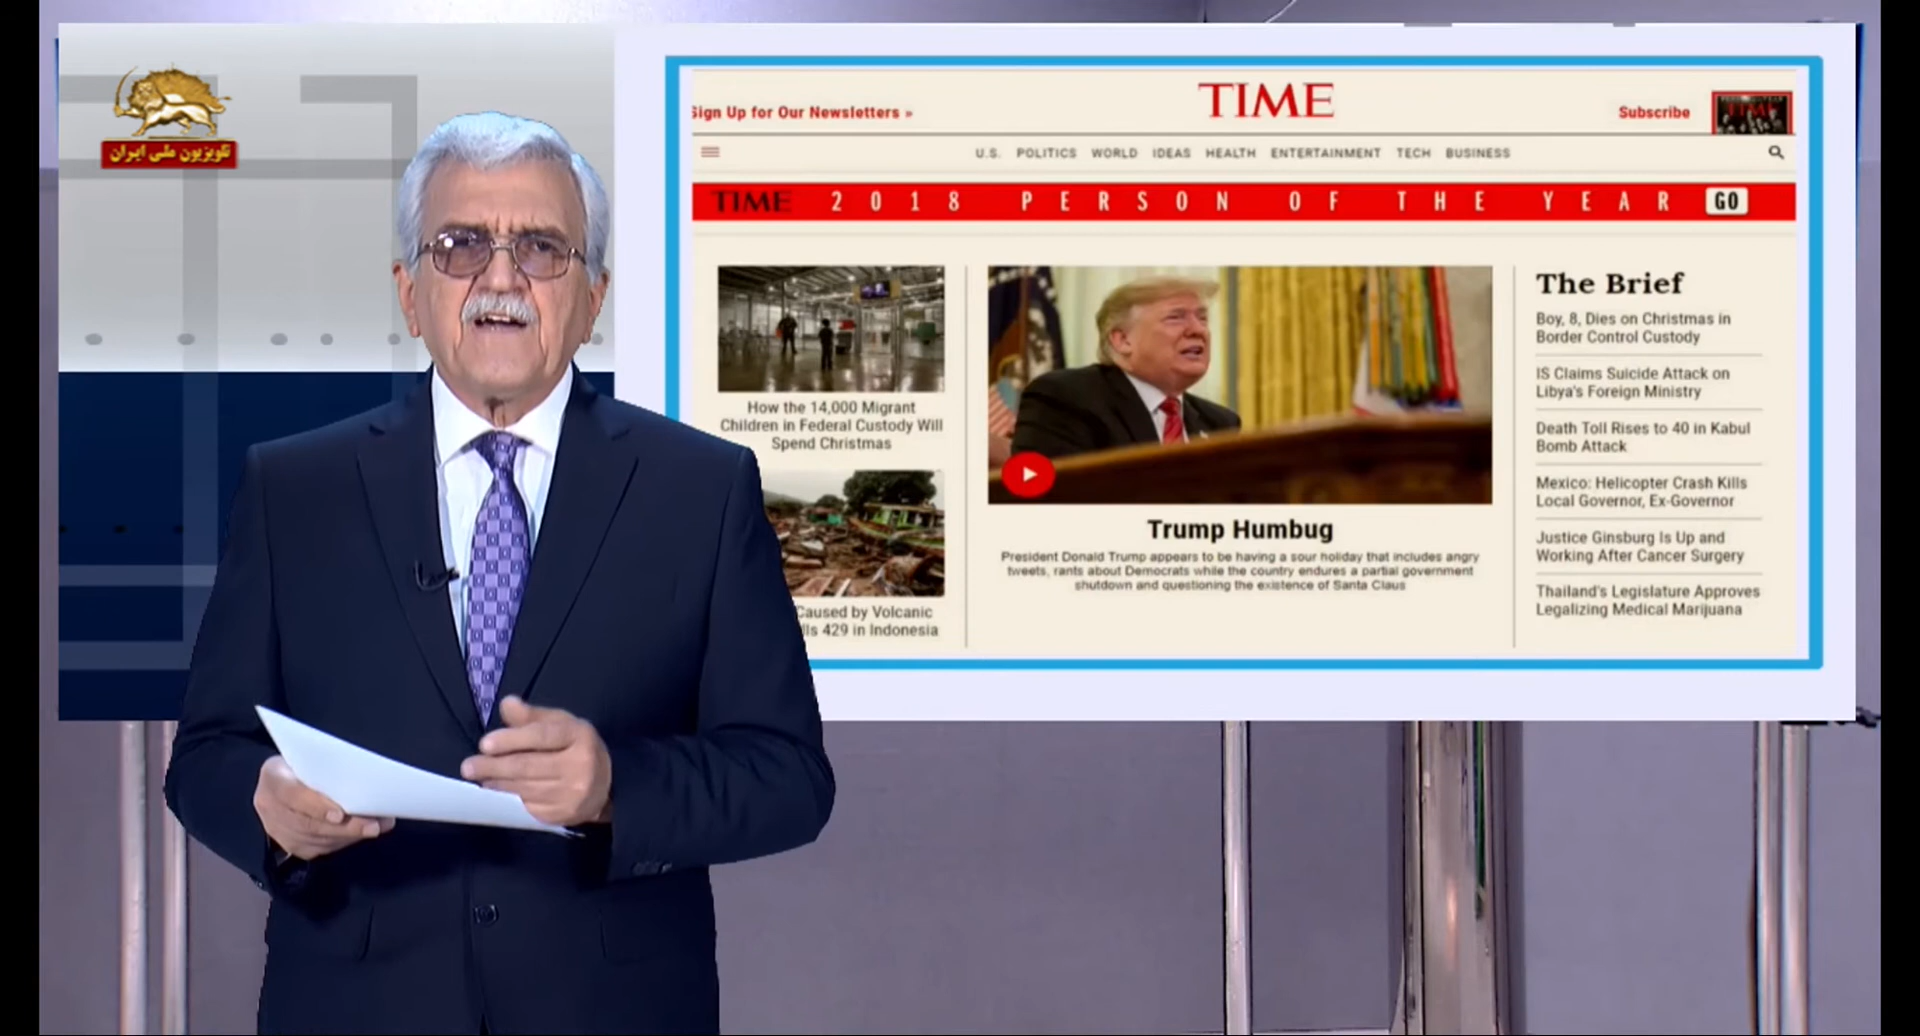 تلویزیون ملی ایران
Sign Up for Our Newsletters »
TIME
Subscribe
U.S. POLITICS WORLD IDEAS HEALTH ENTERTAINMENT TECH BUSINESS
TIME 2018 PERSON OF THE YEAR GO
How the 14,000 Migrant
Children in Federal Custody Will
Spend Christmas
Caused by Volcanic
lls 429 in Indonesia
Trump Humbug
President Donald Trump appears to be having a sour holiday that includes angry
tweets, rants about Democrats while the country endures a partial government
shutdown and questioning the existence of Santa Claus
The Brief
Boy, 8, Dies on Christmas in
Border Control Custody
IS Claims Suicide Attack on
Libya's Foreign Ministry
Death Toll Rises to 40 in Kabul
Bomb Attack
Mexico: Helicopter Crash Kills
Local Governor, Ex-Governor
Justice Ginsburg Is Up and
Working After Cancer Surgery
Thailand's Legislature Approves
Legalizing Medical Marijuana